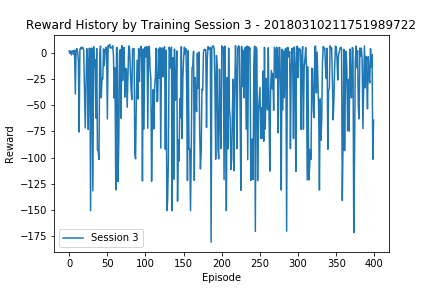 Reward History by Training Session 3 - 20180310211751989722
0
−25
−50
−75
−100
−125
−150
−175
Reward
Session 3
0 50 100 150 200 250 300 350 400
Episode